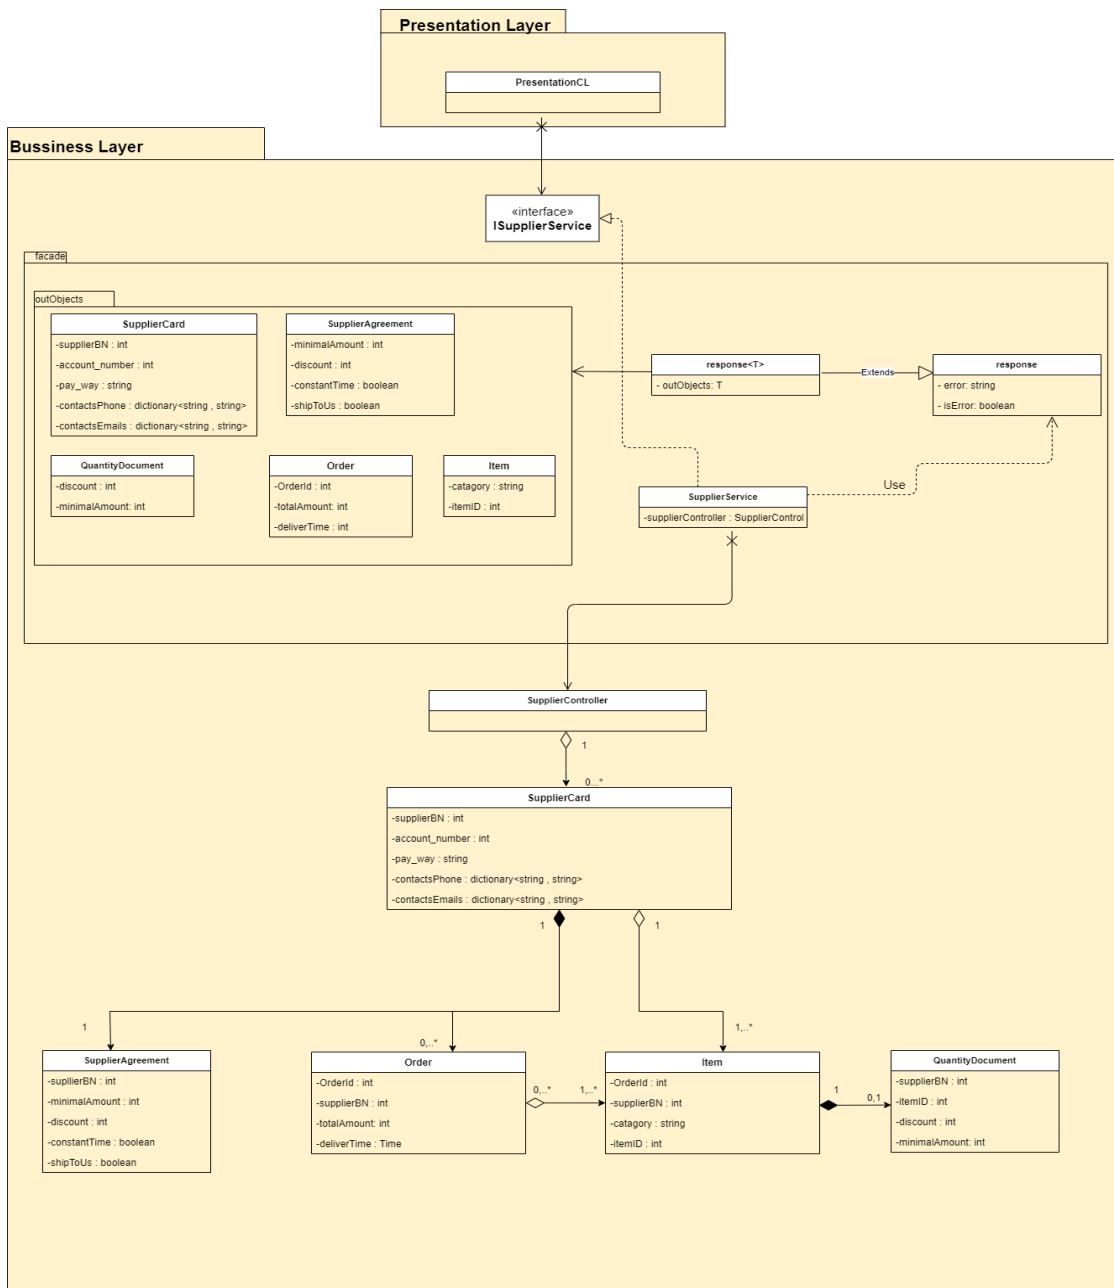 Presentation Layer
PresentationCL
Bussiness Layer
«interface»
ISupplierService
facade
outObjects
SupplierCard
-supplierBN : int
-account_number : int
-pay_way : string
-contactsPhone : dictionary<string , string>
-contactsEmails : dictionary<string , string>
SupplierAgreement
-minimalAmount : int
-discount : int
-constantTime : boolean
-shipToUs : boolean
response<T>
- outObjects: T
Extends
response
- error: string
- isError: boolean
QuantityDocument
-discount : int
-minimalAmount: int
Order
-OrderId : int
-totalAmount: int
-deliverTime : int
Item
-catagory : string
-itemID : int
Use
SupplierService
-supplierController : SupplierControl
SupplierController
1
0...*
SupplierCard
-supplierBN : int
-account_number : int
-pay_way : string
-contactsPhone : dictionary<string , string>
-contactsEmails : dictionary<string , string>
1
1
1
0,..*
1,..*
SupplierAgreement
-supllierBN : int
-minimalAmount : int
-discount : int
-constantTime : boolean
-shipToUs : boolean
Order
-OrderId : int
-supplierBN : int
-totalAmount: int
-deliverTime : Time
0,..*
1,..*
Item
-OrderId : int
-supplierBN : int
-catagory : string
-itemID : int
1
0,1
QuantityDocument
-supplierBN : int
-itemID : int
-discount : int
-minimalAmount: int